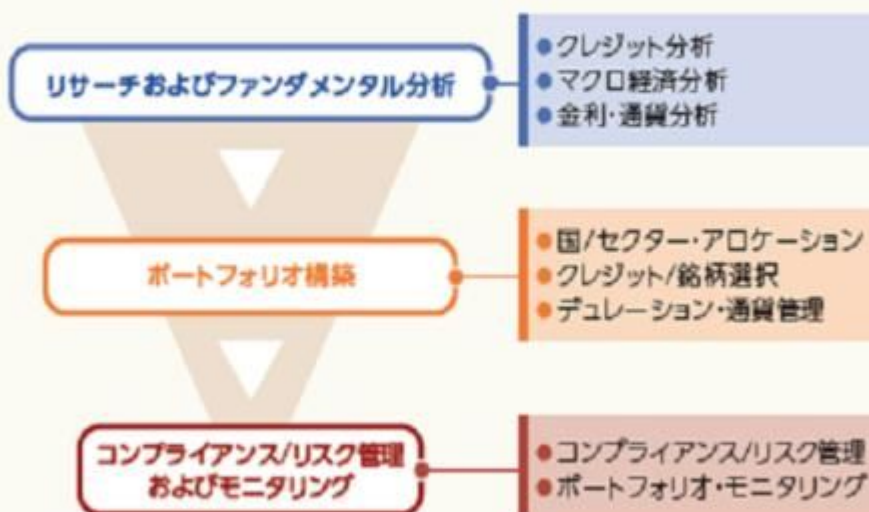 リサーチおよびファンダメンタル分析
●クレジット分析
●マクロ経済分析
●金利・通貨分析
ポートフォリオ構築
●国/セクター・アロケーション
●クレジット/銘柄選択
●デュレーション・通貨管理
コンプライアンス/リスク管理
およびモニタリング
●コンプライアンス/リスク管理
●ポートフォリオ・モニタリング